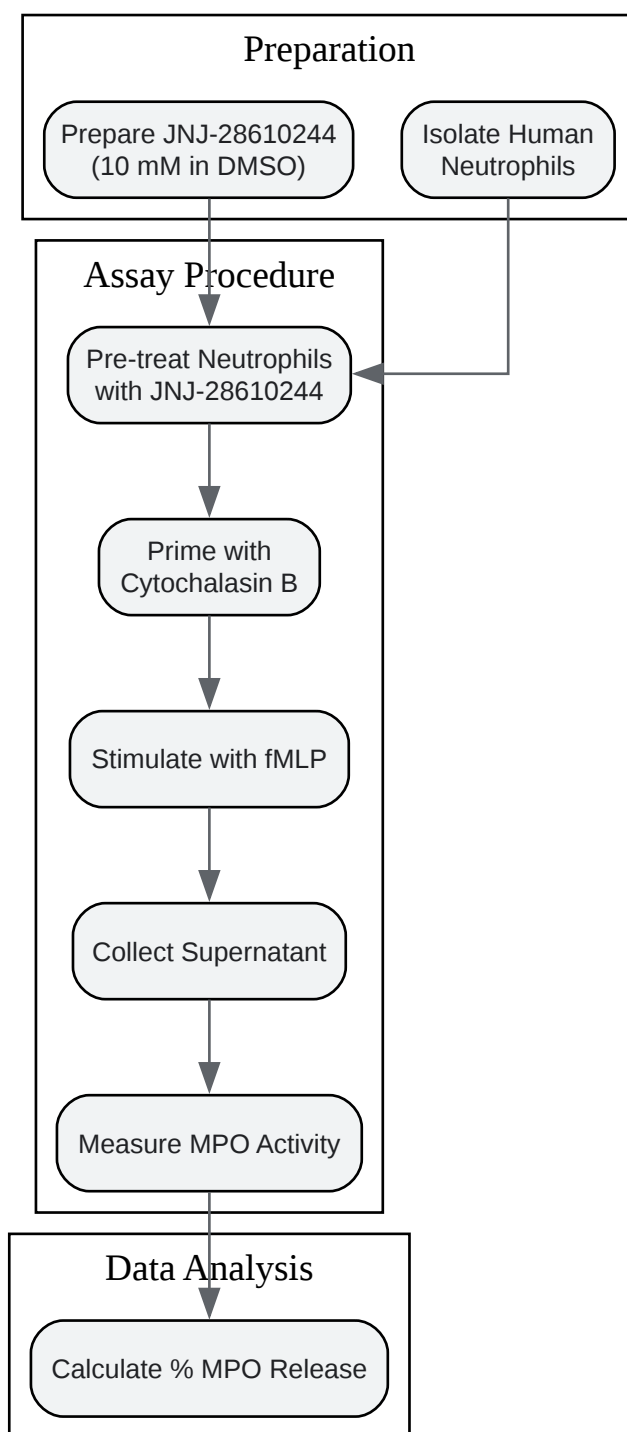 Preparation
Prepare JNJ-28610244
(10 mM in DMSO)
Isolate Human
Neutrophils
Assay Procedure
Pre-treat Neutrophils
with JNJ-28610244
Prime with
Cytochalasin B
Stimulate with fMLP
Collect Supernatant
Measure MPO Activity
Data Analysis
Calculate % MPO Release